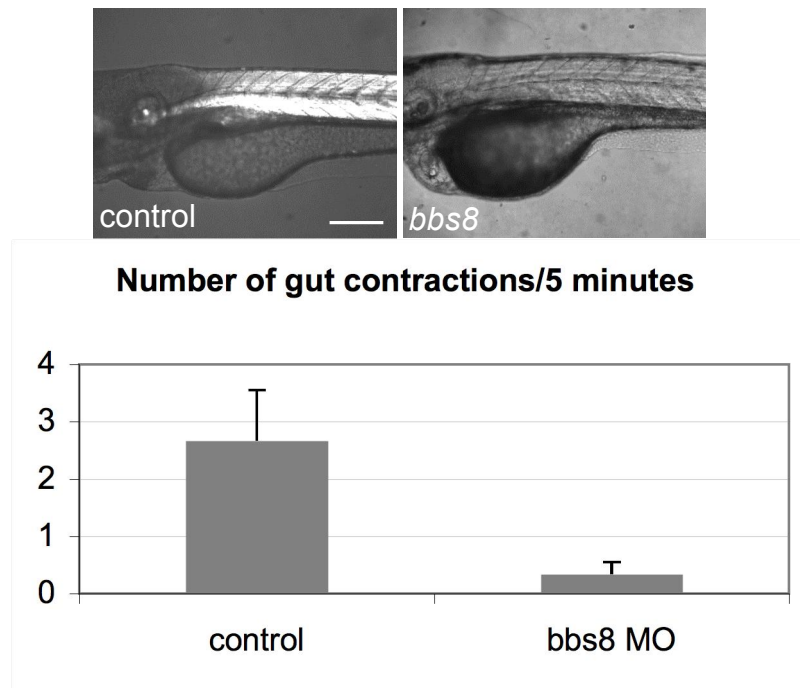 control
bbs8
Number of gut contractions/5 minutes
4
3
2
1
0
control
bbs8 MO